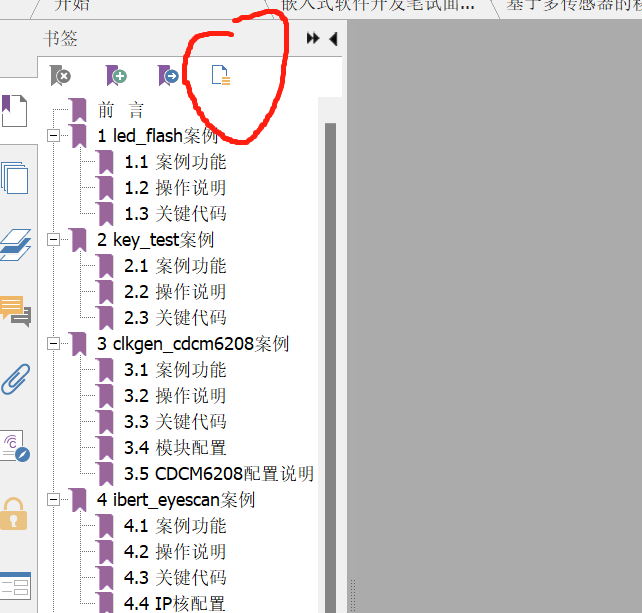 开始
嵌入式软件开发笔试面...
基于多传感器的移
书签
前 言
1 led_flash案例
1.1 案例功能
1.2 操作说明
1.3 关键代码
2 key_test案例
2.1 案例功能
2.2 操作说明
2.3 关键代码
3 clkgen_cdcm6208案例
3.1 案例功能
3.2 操作说明
3.3 关键代码
3.4 模块配置
3.5 CDCM6208配置说明
4 ibert_eyescan案例
4.1 案例功能
4.2 操作说明
4.3 关键代码
4.4 IP核配置